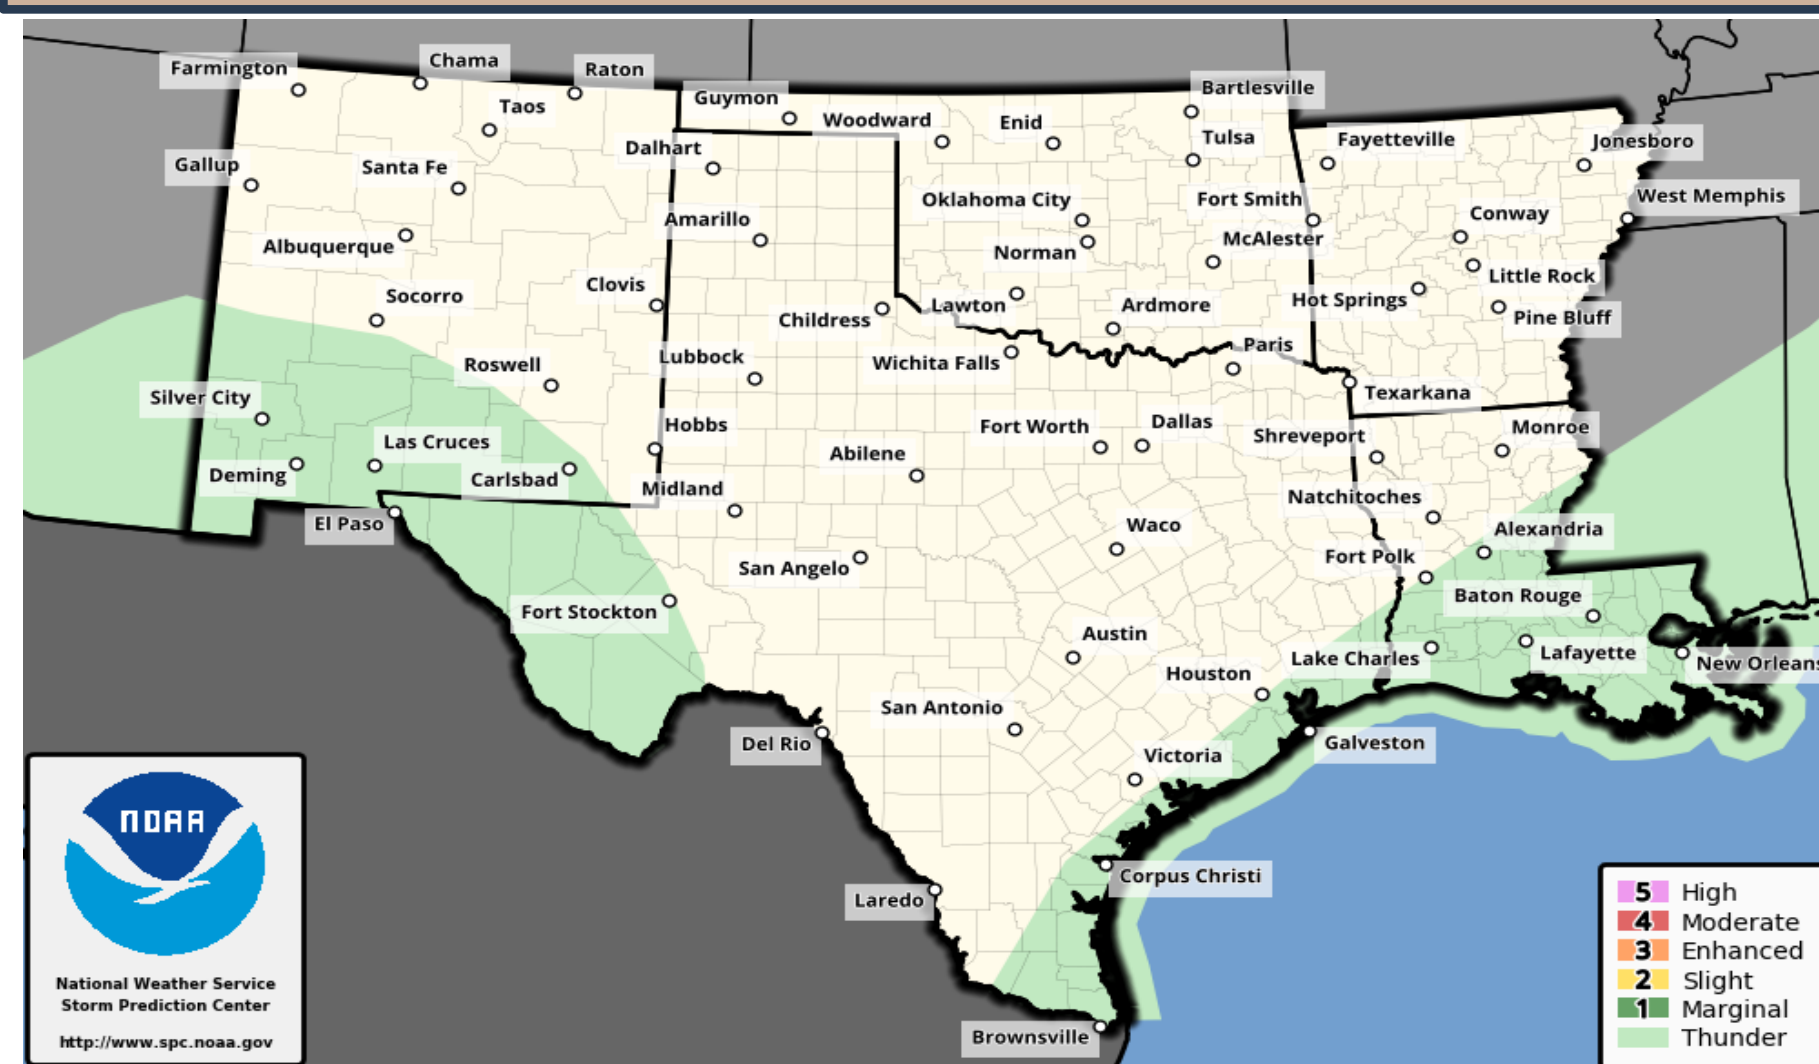 Farmington
Chama
Raton
Taos
Guymon
Woodward
Enid
Bartlesville
Tulsa
Fayetteville
Jonesboro
Gallup
Santa Fe
Dalhart
Oklahoma City
Fort Smith
Conway
West Memphis
Albuquerque
Amarillo
Norman
McAlester
Little Rock
Socorro
Clovis
Childress
Lawton
Ardmore
Hot Springs
Pine Bluff
Roswell
Lubbock
Wichita Falls
Paris
Texarkana
Silver City
Las Cruces
Hobbs
Fort Worth
Dallas
Shreveport
Monroe
Deming
Carlsbad
Midland
Abilene
Natchitoches
El Paso
San Angelo
Waco
Alexandria
Fort Polk
Fort Stockton
Austin
Baton Rouge
Houston
Lake Charles
Lafayette
New Orleans
Del Rio
San Antonio
Victoria
Galveston
Laredo
Corpus Christi
Brownsville
NOAA
National Weather Service
Storm Prediction Center
http://www.spc.noaa.gov
5 High
4 Moderate
3 Enhanced
2 Slight
1 Marginal
Thunder